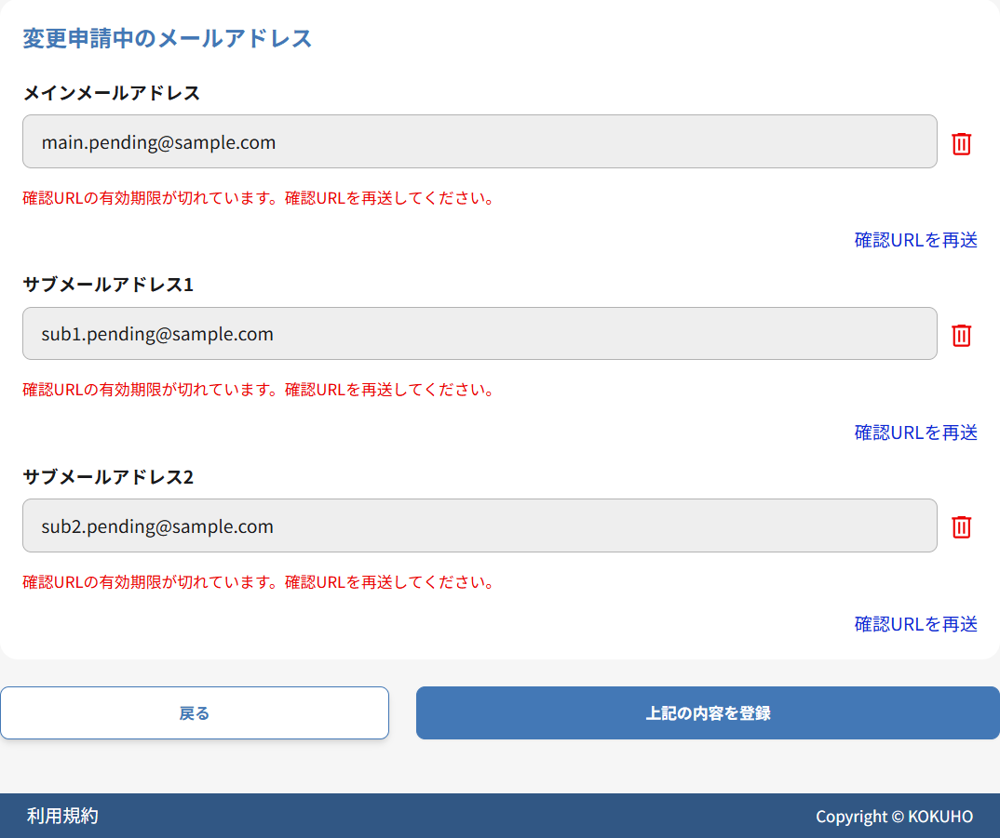 変更申請中のメールアドレス
メインメールアドレス
main.pending@sample.com
確認URLの有効期限が切れています。確認URLを再送してください。
確認URLを再送
サブメールアドレス1
sub1.pending@sample.com
確認URLの有効期限が切れています。確認URLを再送してください。
確認URLを再送
サブメールアドレス2
sub2.pending@sample.com
確認URLの有効期限が切れています。確認URLを再送してください。
確認URLを再送
戻る
上記の内容を登録
利用規約
Copyright © KOKUHO